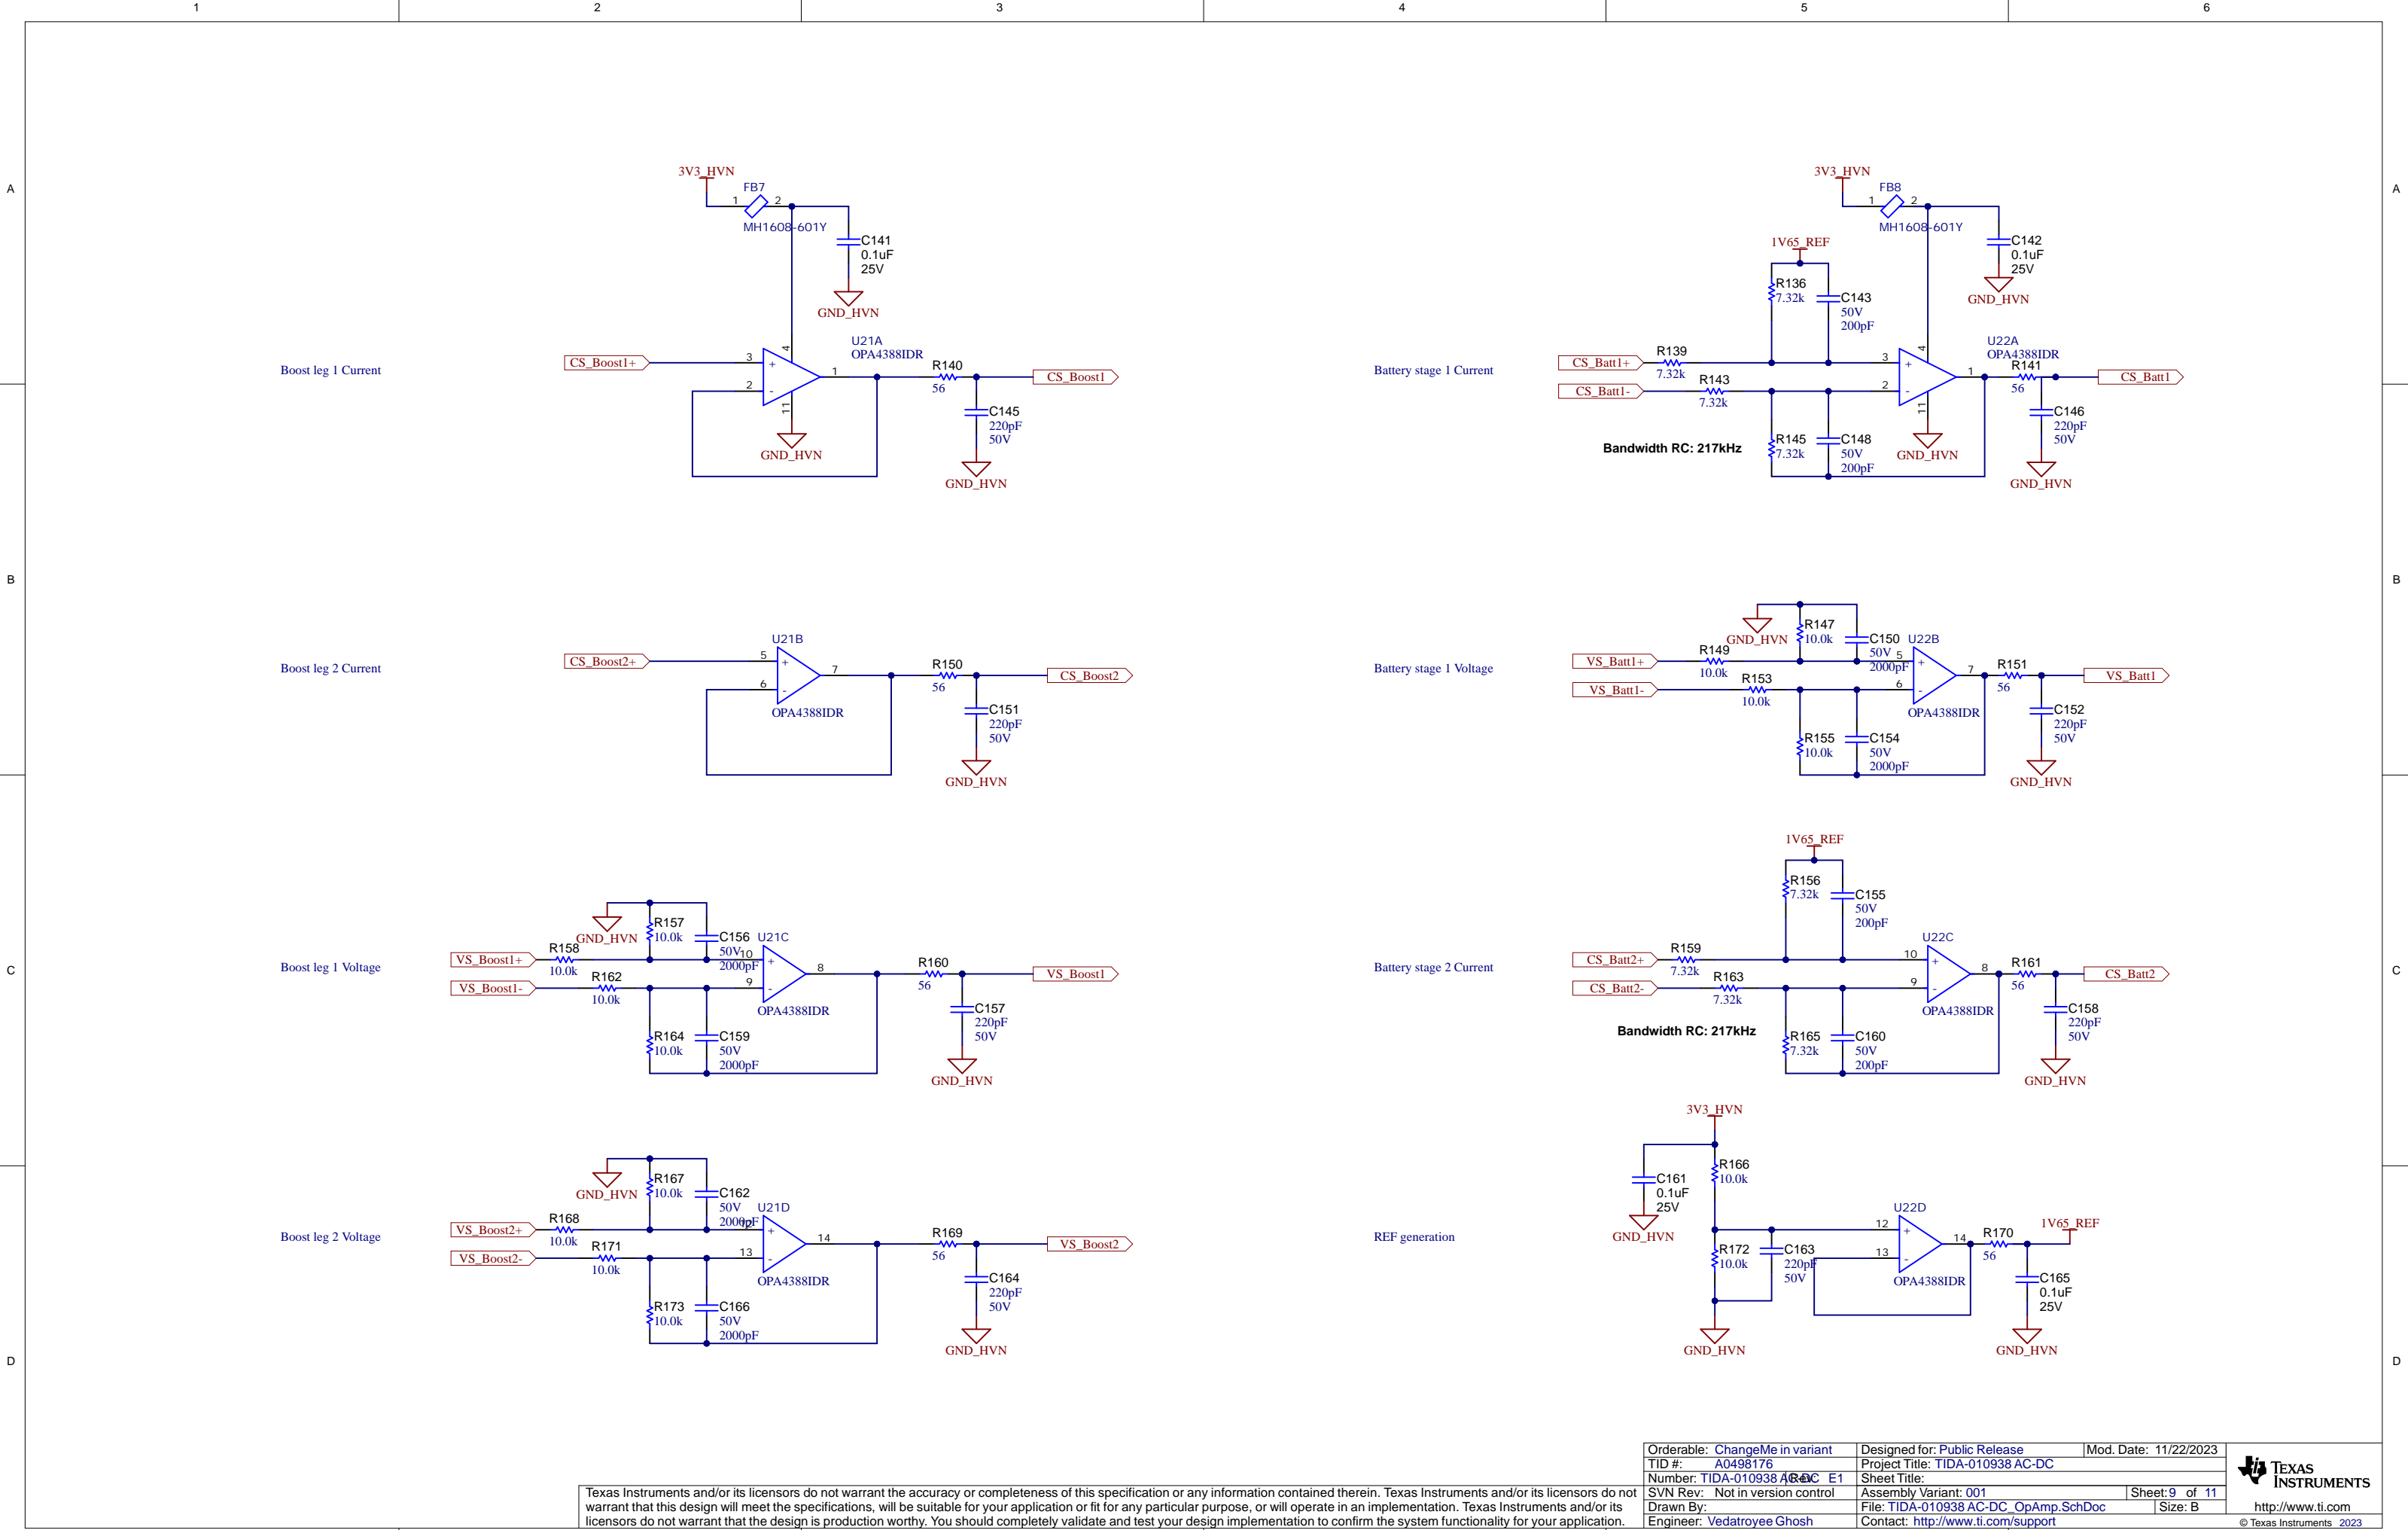 1 2 3 4 5 6
A A
B B
C C
D D
3V3_HVN
FB7
1 2
MH1608-601Y
C141
0.1uF
25V
GND_HVN
Boost leg 1 Current
CS_Boost1+
3
2
4
11
1
U21A
OPA4388IDR
GND_HVN
R140
56
CS_Boost1
C145
220pF
50V
GND_HVN
3V3_HVN
FB8
1 2
MH1608-601Y
C142
0.1uF
25V
GND_HVN
1V65_REF
R136
7.32k
C143
50V
200pF
Battery stage 1 Current
CS_Batt1+
R139
7.32k
CS_Batt1-
R143
7.32k
3
2
4
11
1
U22A
OPA4388IDR
R141
56
CS_Batt1
C146
220pF
50V
GND_HVN
Bandwidth RC: 217kHz
R145
7.32k
C148
50V
200pF
GND_HVN
Boost leg 2 Current
CS_Boost2+
5
6
7
U21B
OPA4388IDR
R150
56
CS_Boost2
C151
220pF
50V
GND_HVN
Battery stage 1 Voltage
GND_HVN
R147
10.0k
C150
50V
2000pF
VS_Batt1+
R149
10.0k
VS_Batt1-
R153
10.0k
5
6
7
U22B
OPA4388IDR
R151
56
VS_Batt1
C152
220pF
50V
GND_HVN
R155
10.0k
C154
50V
2000pF
Boost leg 1 Voltage
GND_HVN
R157
10.0k
C156
50V
2000pF
VS_Boost1+
R158
10.0k
VS_Boost1-
R162
10.0k
10
9
8
U21C
OPA4388IDR
R160
56
VS_Boost1
C157
220pF
50V
GND_HVN
R164
10.0k
C159
50V
2000pF
1V65_REF
R156
7.32k
C155
50V
200pF
Battery stage 2 Current
CS_Batt2+
R159
7.32k
CS_Batt2-
R163
7.32k
10
9
8
U22C
OPA4388IDR
R161
56
CS_Batt2
C158
220pF
50V
GND_HVN
Bandwidth RC: 217kHz
R165
7.32k
C160
50V
200pF
Boost leg 2 Voltage
GND_HVN
R167
10.0k
C162
50V
2000pF
VS_Boost2+
R168
10.0k
VS_Boost2-
R171
10.0k
12
13
14
U21D
OPA4388IDR
R169
56
VS_Boost2
C164
220pF
50V
GND_HVN
R173
10.0k
C166
50V
2000pF
3V3_HVN
C161
0.1uF
25V
GND_HVN
R166
10.0k
REF generation
R172
10.0k
C163
220pF
50V
GND_HVN
12
13
14
U22D
OPA4388IDR
R170
56
1V65_REF
C165
0.1uF
25V
GND_HVN
Texas Instruments and/or its licensors do not warrant the accuracy or completeness of this specification or any information contained therein. Texas Instruments and/or its licensors do not
warrant that this design will meet the specifications, will be suitable for your application or fit for any particular purpose, or will operate in an implementation. Texas Instruments and/or its
licensors do not warrant that the design is production worthy. You should completely validate and test your design implementation to confirm the system functionality for your application.
Orderable: ChangeMe in variant Designed for: Public Release Mod. Date: 11/22/2023
TID #: A0498176 Project Title: TIDA-010938 AC-DC
Number: TIDA-010938 AC-DC Rev: E1 Sheet Title:
SVN Rev: Not in version control Assembly Variant: 001 Sheet: 9 of 11
Drawn By: File: TIDA-010938 AC-DC_OpAmp.SchDoc Size: B
Engineer: Vedatroyee Ghosh Contact: http://www.ti.com/support
TEXAS
INSTRUMENTS
http://www.ti.com
© Texas Instruments 2023
1 2 3 4 5 6